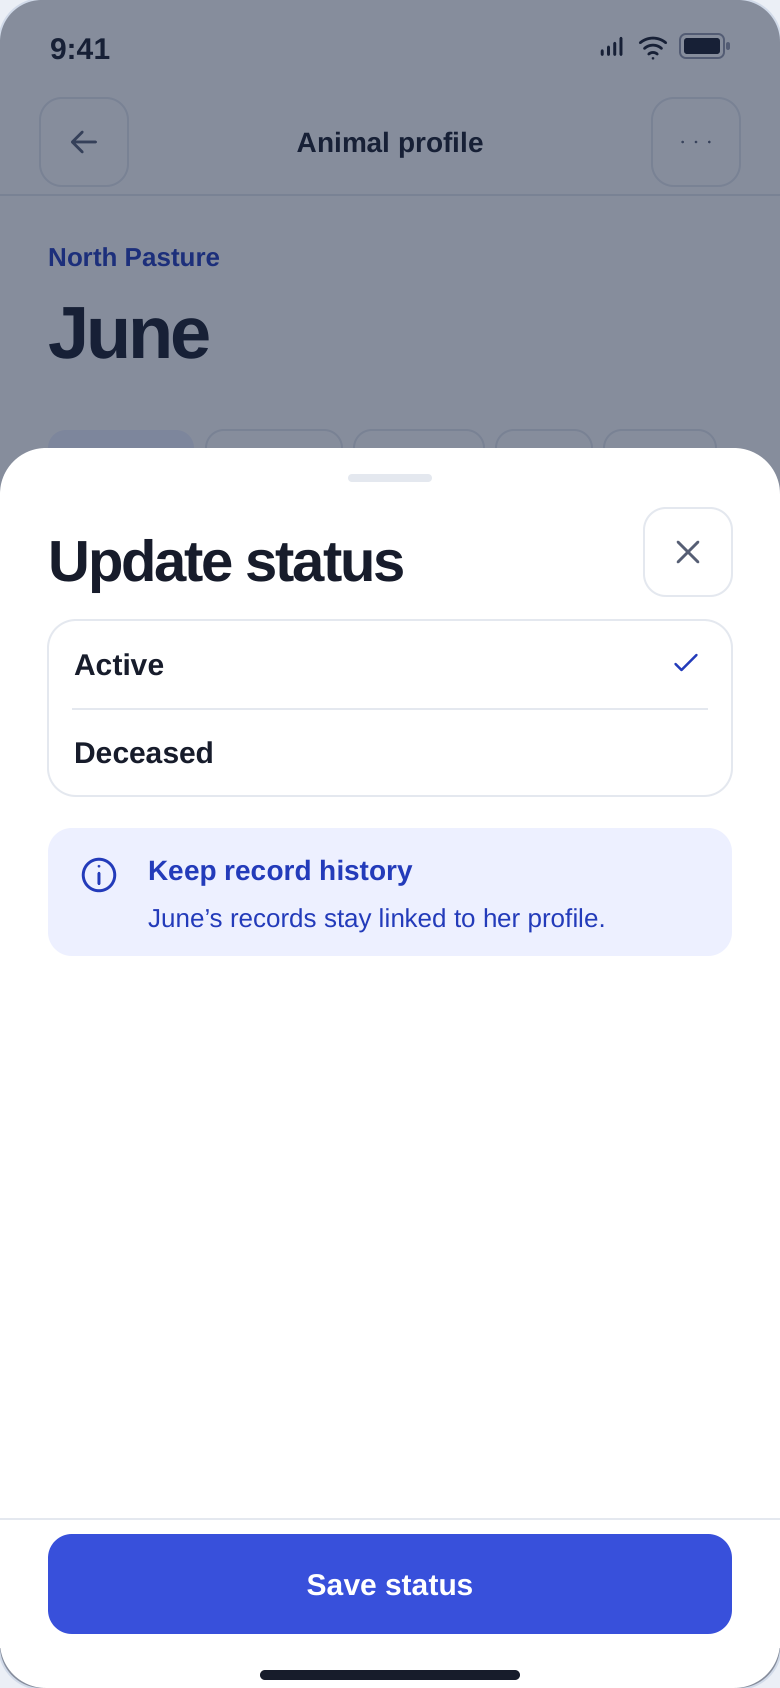 9:41
Animal profile
North Pasture
June
Update status
Active
Deceased
Keep record history
June’s records stay linked to her profile.
Save status